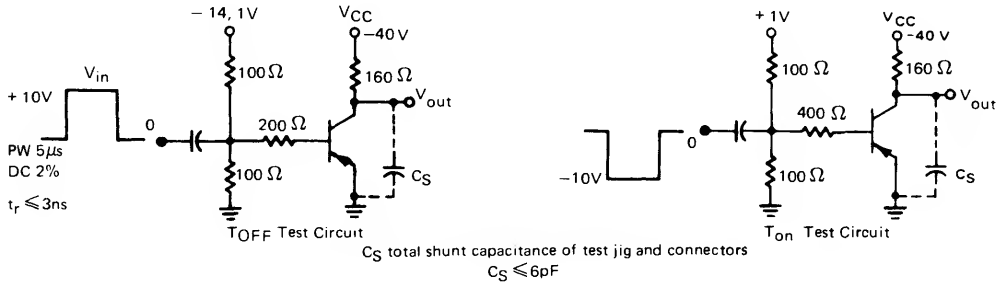 − 14, 1V
VCC
−40 V
100 Ω
160 Ω
Vin
Vout
+ 10V
0
200 Ω
PW 5μs
DC 2%
100 Ω
CS
tr ⩽3ns
TOFF Test Circuit
+ 1V
VCC
−40 V
100 Ω
160 Ω
Vout
400 Ω
0
−10V
100 Ω
CS
Ton Test Circuit
CS total shunt capacitance of test jig and connectors
CS ⩽6pF